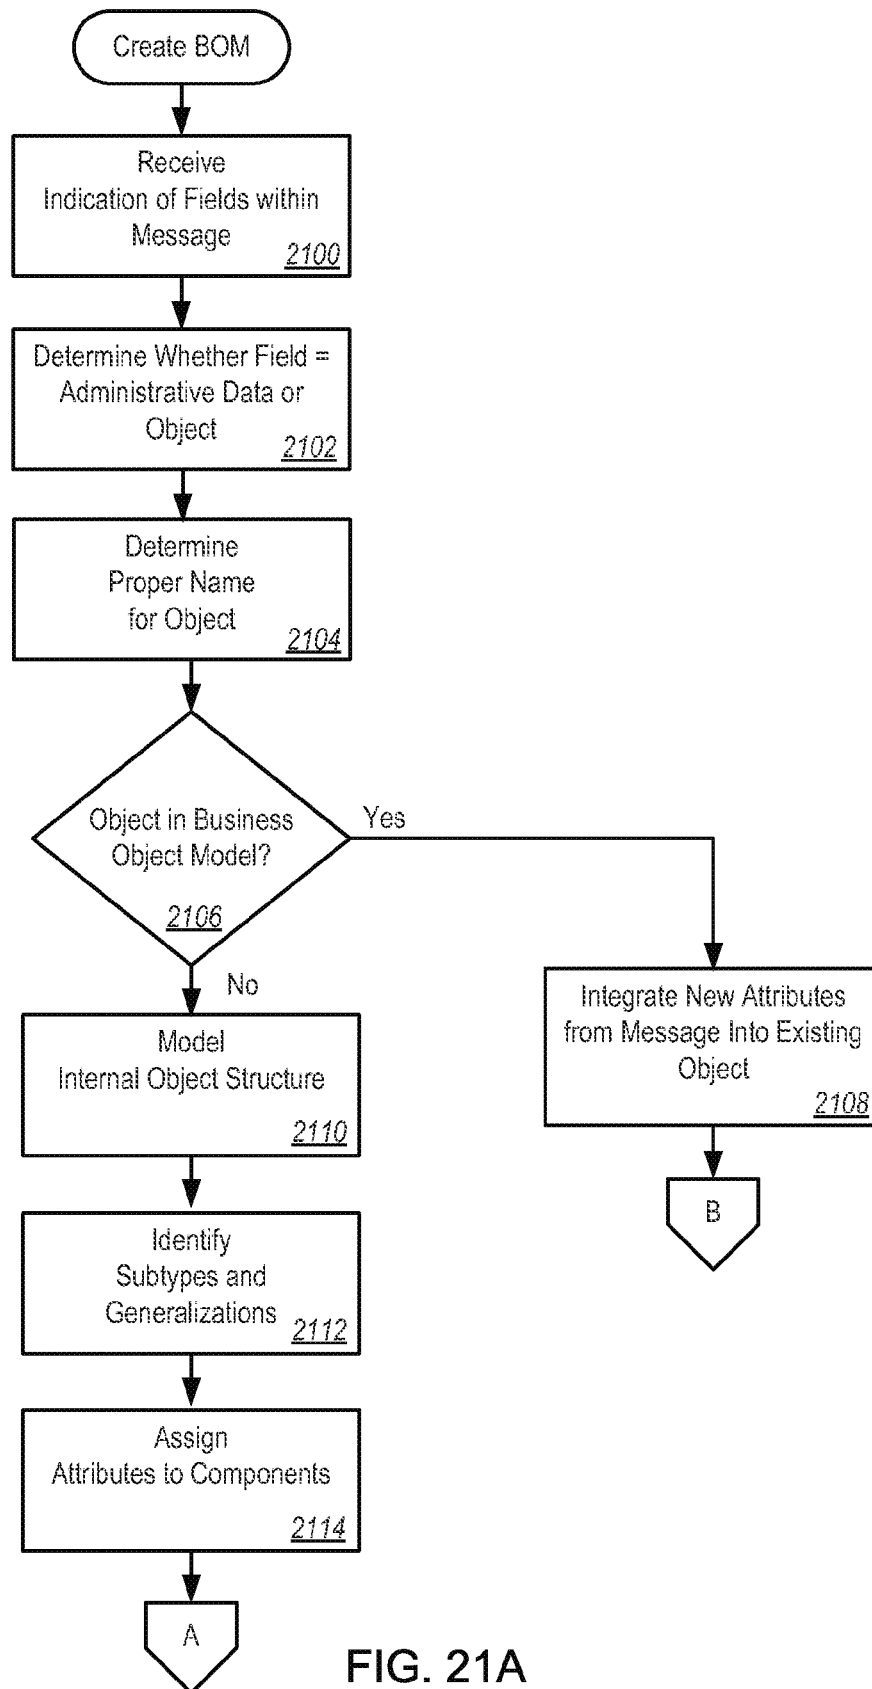 Create BOM
Receive
Indication of Fields within
Message
2100
Determine Whether Field =
Administrative Data or
Object
2102
Determine
Proper Name
for Object
2104
Object in Business
Object Model?
2106
Yes
No
Integrate New Attributes
from Message Into Existing
Object
2108
B
Model
Internal Object Structure
2110
Identify
Subtypes and
Generalizations
2112
Assign
Attributes to Components
2114
A
FIG. 21A